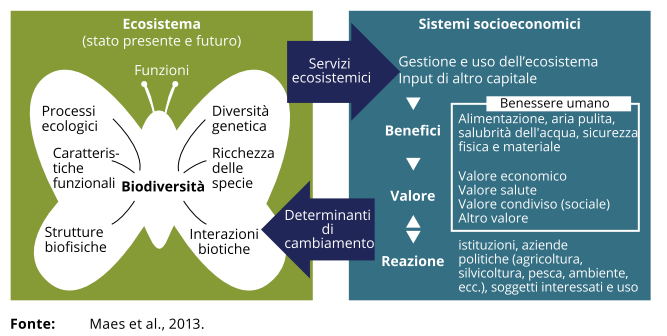 Ecosistema
(stato presente e futuro)
Funzioni
Processi
ecologici
Diversità
genetica
Caratteris-
tiche
funzionali
Ricchezza
delle
specie
Biodiversità
Strutture
biofisiche
Interazioni
biotiche
Servizi
ecosistemici
Determinanti
di
cambiamento
Sistemi socioeconomici
Gestione e uso dell’ecosistema
Input di altro capitale
Benessere umano
Benefici
Alimentazione, aria pulita,
salubrità dell'acqua, sicurezza
fisica e materiale
Valore
Valore economico
Valore salute
Valore condiviso (sociale)
Altro valore
Reazione
istituzioni, aziende
politiche (agricoltura,
silvicoltura, pesca, ambiente,
ecc.), soggetti interessati e uso
Fonte: Maes et al., 2013.